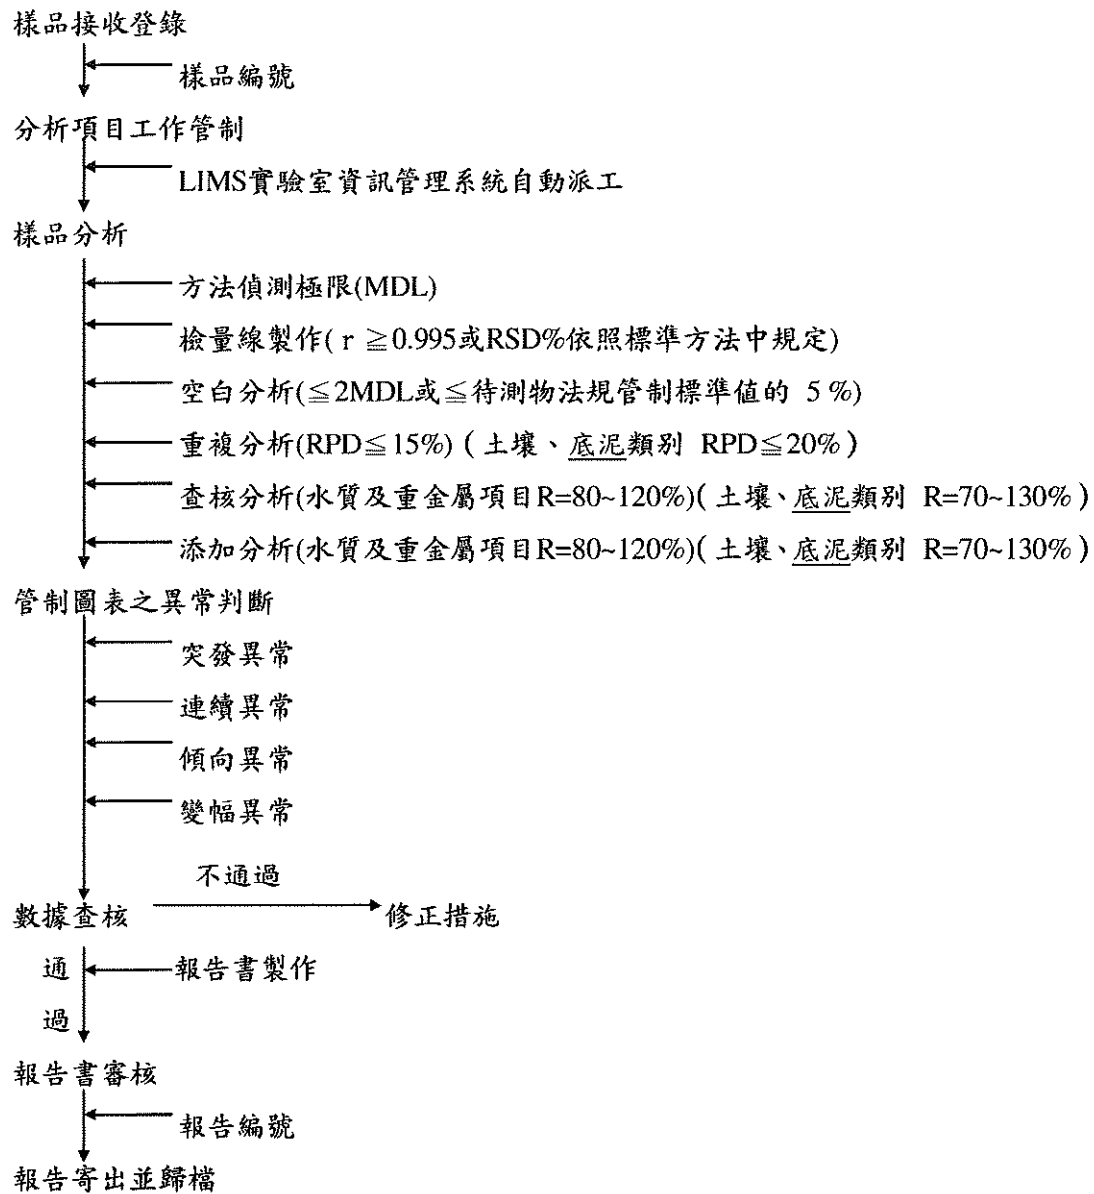 樣品接收登錄
樣品編號
分析項目工作管制
LIMS實驗室資訊管理系統自動派工
樣品分析
方法偵測極限(MDL)
檢量線製作( r ≧0.995或RSD%依照標準方法中規定)
空白分析(≦2MDL或≦待測物法規管制標準值的 5 %)
重複分析(RPD≦15%)(土壤、底泥類別 RPD≦20%)
查核分析(水質及重金屬項目R=80~120%)(土壤、底泥類別 R=70~130%)
添加分析(水質及重金屬項目R=80~120%)(土壤、底泥類別 R=70~130%)
管制圖表之異常判斷
突發異常
連續異常
傾向異常
變幅異常
不通過
數據查核 修正措施
通 報告書製作
過
報告書審核
報告編號
報告寄出並歸檔